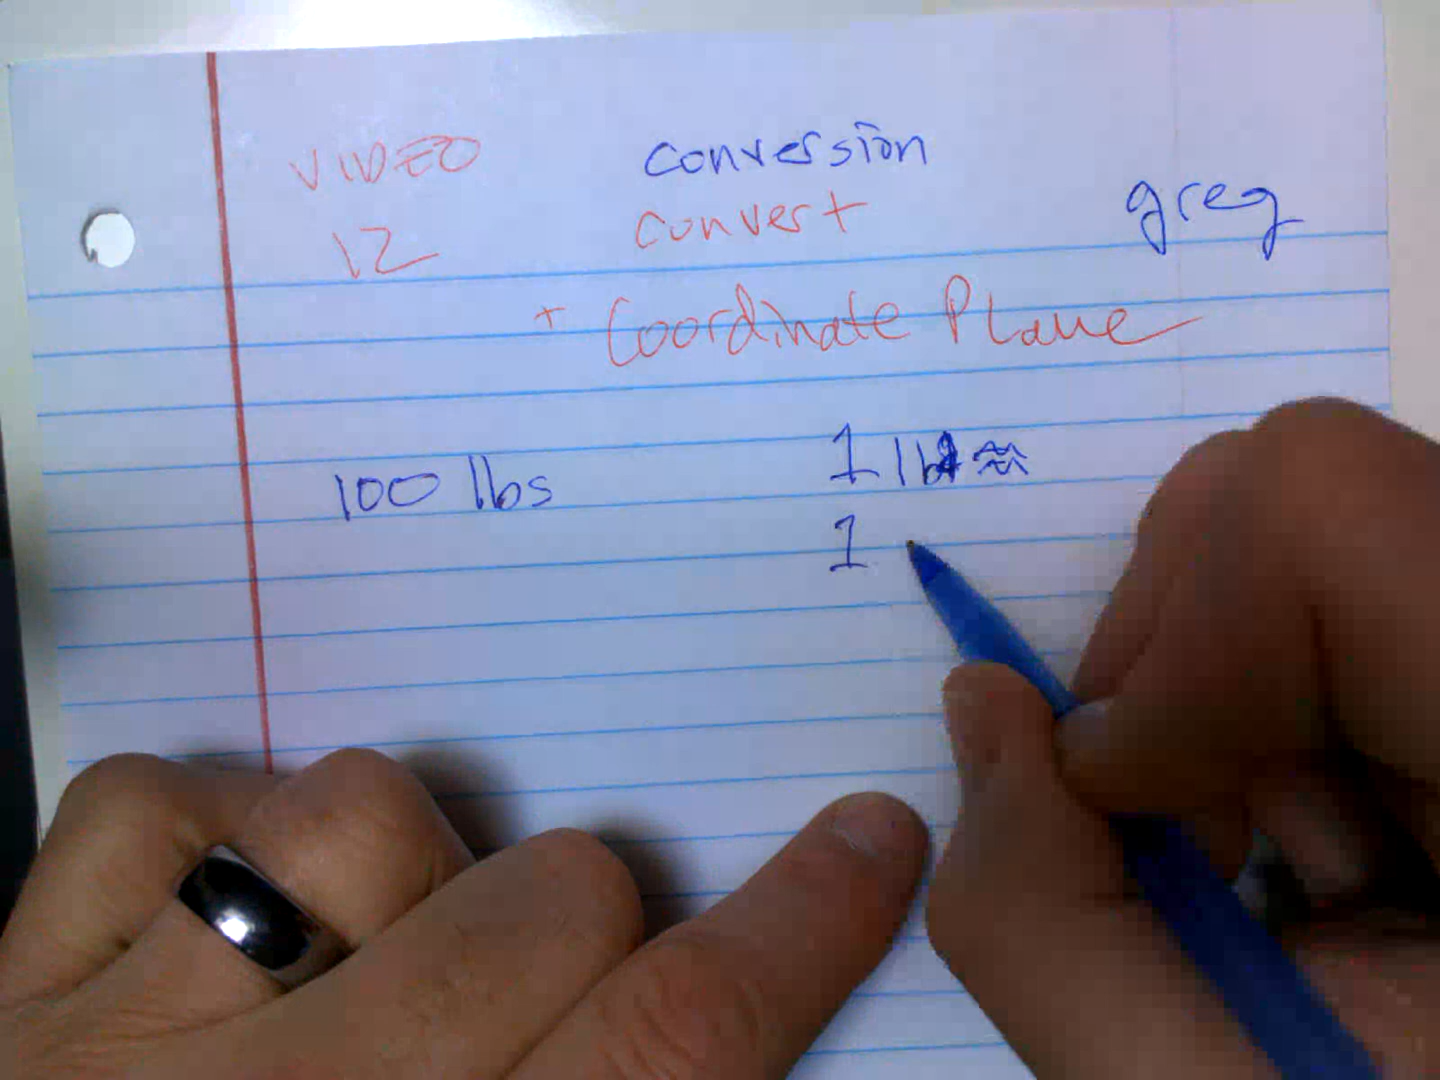 VIDEO
12
conversion
convert
greg
+ Coordinate Plane
100 lbs
1 lb ≈
1